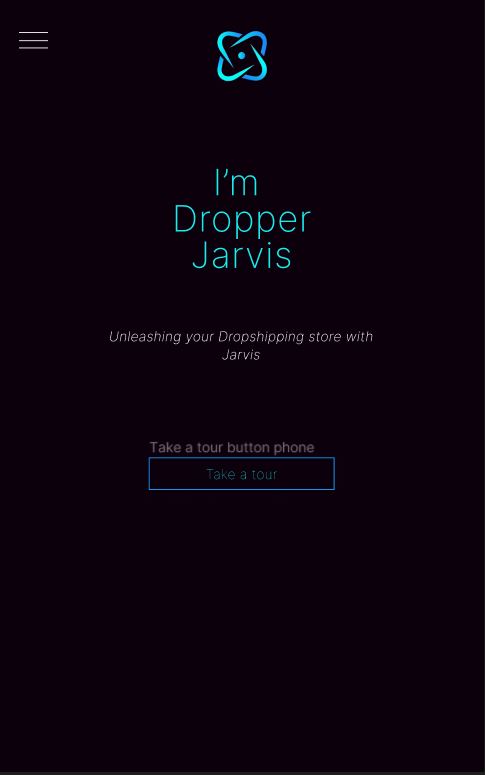 I’m
Dropper
Jarvis
Unleashing your Dropshipping store with
Jarvis
Take a tour button phone
Take a tour